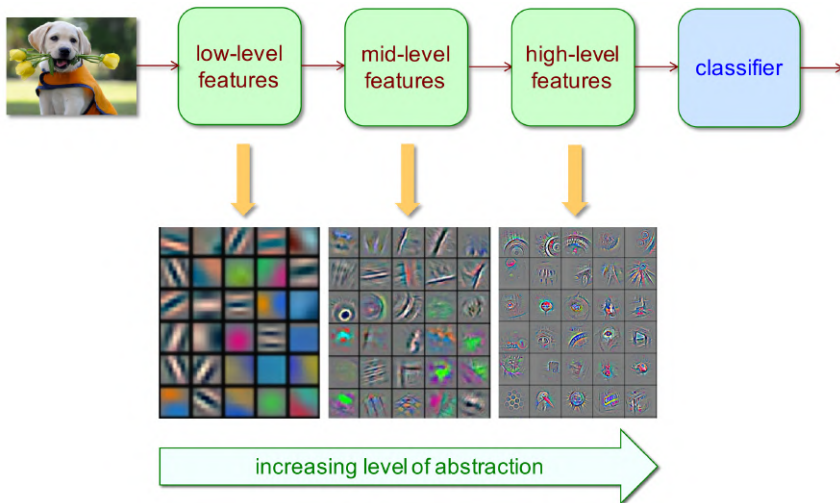 low-level
features
mid-level
features
high-level
features
classifier
increasing level of abstraction